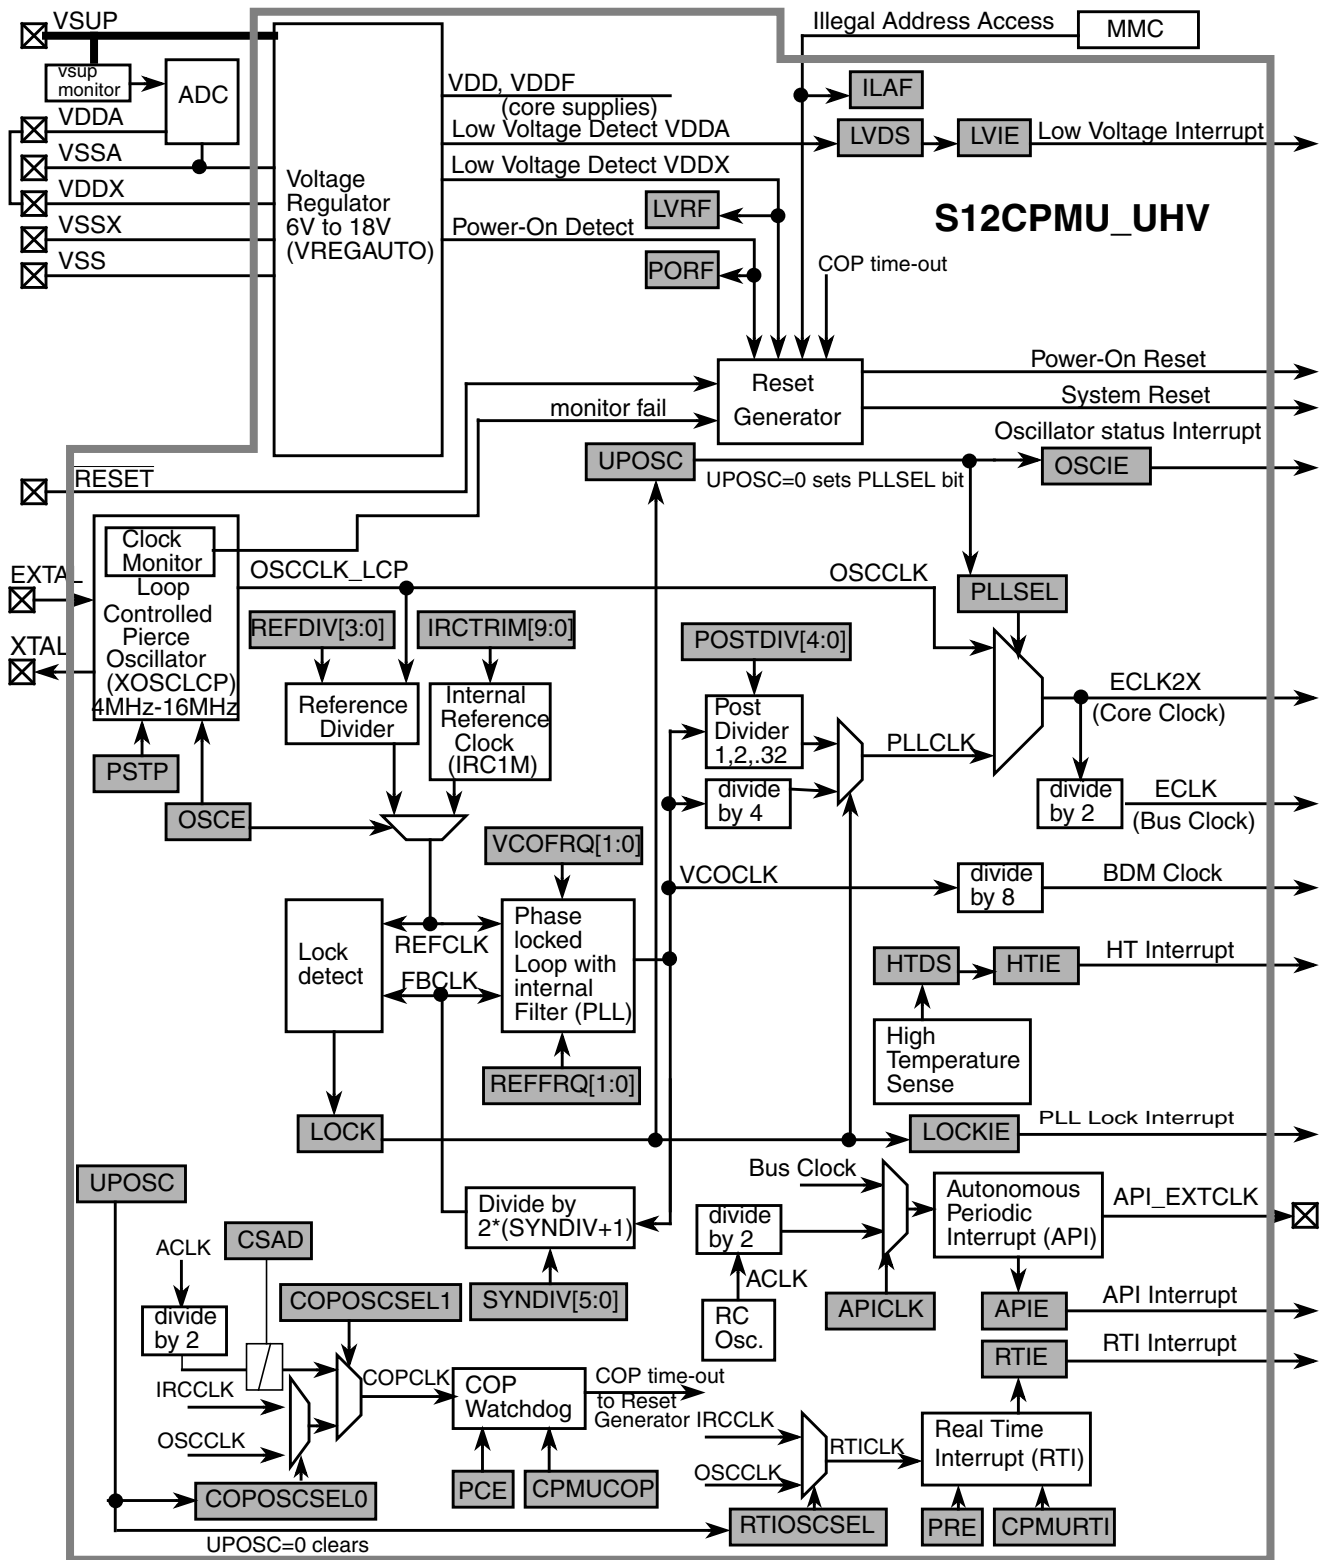 VSUP
Illegal Address Access
MMC
vsup
monitor
ADC
VDD, VDDF
(core supplies)
ILAF
VDDA
Low Voltage Detect VDDA
LVDS
LVIE
Low Voltage Interrupt
VSSA
Low Voltage Detect VDDX
VDDX
Voltage
Regulator
6V to 18V
(VREGAUTO)
LVRF
S12CPMU_UHV
VSSX
Power-On Detect
VSS
PORF
COP time-out
Reset
Generator
Power-On Reset
System Reset
monitor fail
Oscillator status Interrupt
UPOSC
OSCIE
UPOSC=0 sets PLLSEL bit
RESET
Clock
Monitor
EXTAL
OSCCLK_LCP
OSCCLK
Loop
Controlled
Pierce
Oscillator
(XOSCLCP)
4MHz-16MHz
XTAL
PLLSEL
REFDIV[3:0]
IRCTRIM[9:0]
POSTDIV[4:0]
Reference
Divider
Internal
Reference
Clock
(IRC1M)
Post
Divider
1,2,.32
ECLK2X
(Core Clock)
PLLCLK
PSTP
divide
by 4
divide
by 2
ECLK
(Bus Clock)
OSCE
VCOFRQ[1:0]
VCOCLK
divide
by 8
BDM Clock
Lock
detect
REFCLK
FBCLK
Phase
locked
Loop with
internal
Filter (PLL)
HTDS
HTIE
HT Interrupt
High
Temperature
Sense
REFFRQ[1:0]
LOCK
LOCKIE
PLL Lock Interrupt
UPOSC
Bus Clock
Divide by
2*(SYNDIV+1)
divide
by 2
Autonomous
Periodic
Interrupt (API)
API_EXTCLK
ACLK
CSAD
ACLK
COPOSCSEL1
SYNDIV[5:0]
RC
Osc.
APICLK
APIE
API Interrupt
divide
by 2
RTIE
RTI Interrupt
IRCCLK
COPCLK
COP
Watchdog
COP time-out
to Reset
Generator
IRCCLK
OSCCLK
RTICLK
Real Time
Interrupt (RTI)
OSCCLK
COPOSCSEL0
PCE
CPMUCOP
RTIOSCSEL
PRE
CPMURTI
UPOSC=0 clears